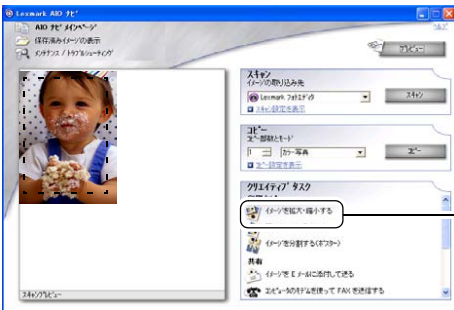 Lexmark AIO ナビ
AIO ナビ メインページ
保存済みイメージの表示
メンテナンス / トラブルシューティング
ヘルプ
プレビュー
スキャン
イメージの取り込み先
Lexmark フォトエディタ
スキャン
スキャン設定を表示
コピー
コピー部数とモード
1
カラー写真
コピー
コピー設定を表示
クリエイティブ タスク
イメージを拡大・縮小する
イメージを分割する(ポスター)
共有
イメージを E メールに添付して送る
コンピュータのモデムを使って FAX を送信する
スキャンプレビュー